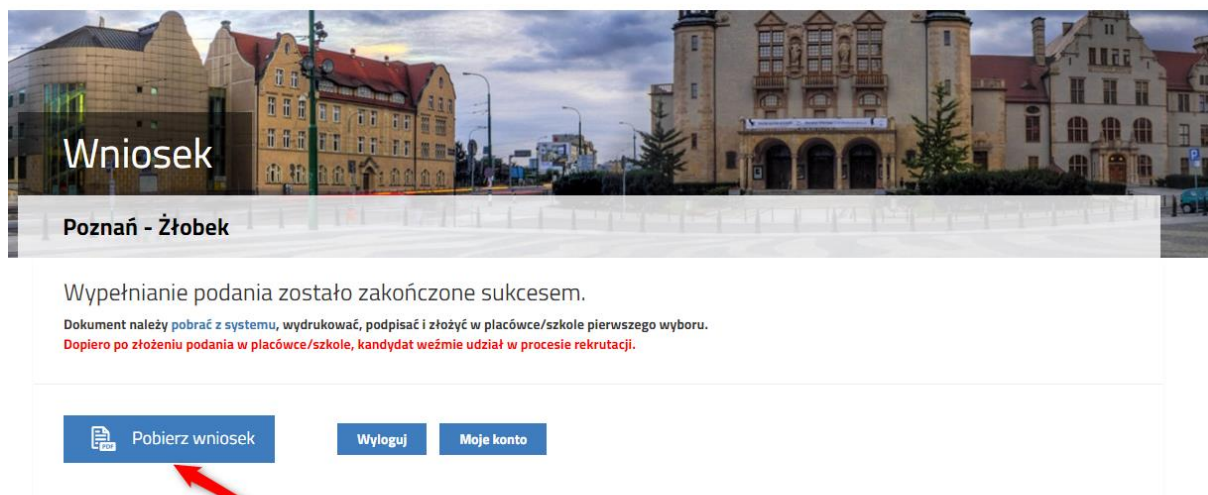 Wniosek
Poznań - Żłobek
Wypełnianie podania zostało zakończone sukcesem.
Dokument należy pobrać z systemu, wydrukować, podpisać i złożyć w placówce/szkole pierwszego wyboru.
Dopiero po złożeniu podania w placówce/szkole, kandydat weźmie udział w procesie rekrutacji.
PDF Pobierz wniosek
Wyloguj
Moje konto